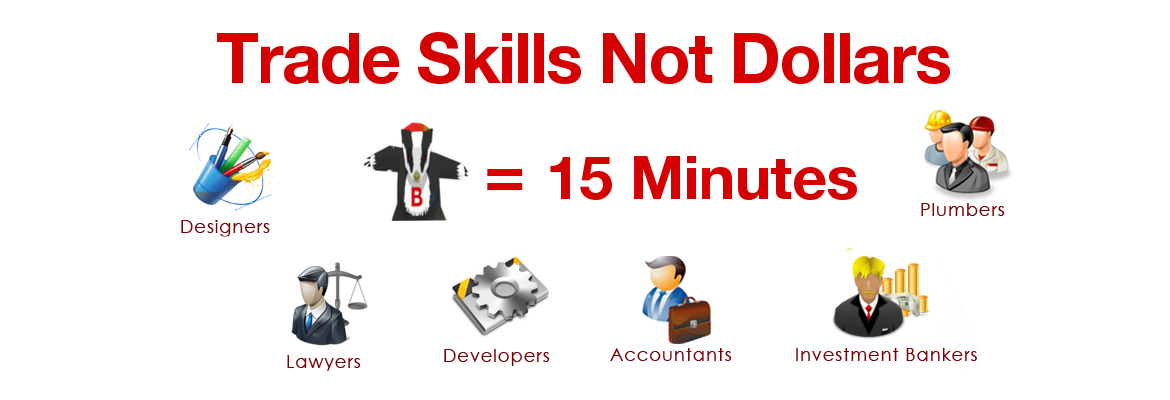 Trade Skills Not Dollars
B = 15 Minutes
Designers
Plumbers
Lawyers
Developers
Accountants
Investment Bankers